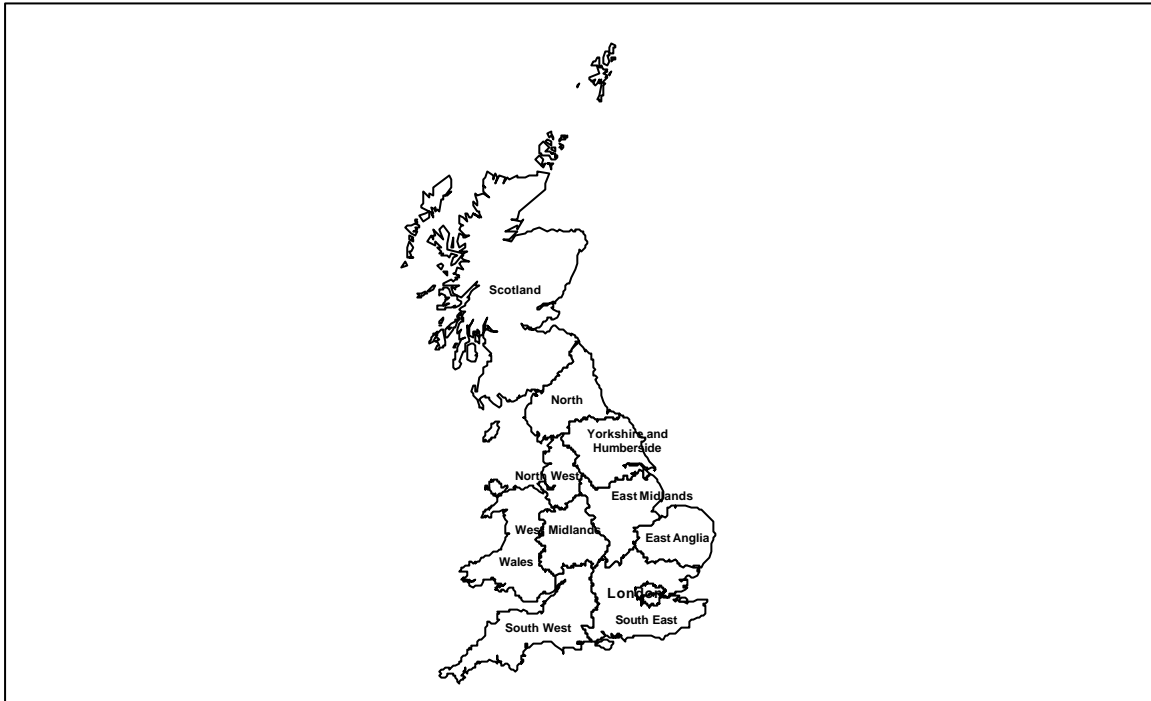 Scotland
North
Yorkshire and
Humberside
North West
East Midlands
West Midlands
East Anglia
Wales
London
South East
South West